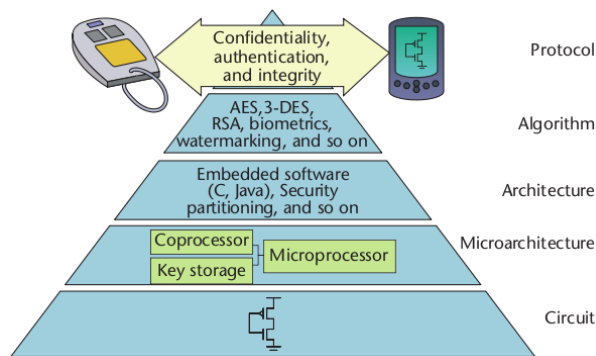 Confidentiality,
authentication,
and integrity
Protocol
AES,3-DES,
RSA, biometrics,
watermarking, and so on
Algorithm
Embedded software
(C, Java), Security
partitioning, and so on
Architecture
Coprocessor
Key storage
Microprocessor
Microarchitecture
Circuit